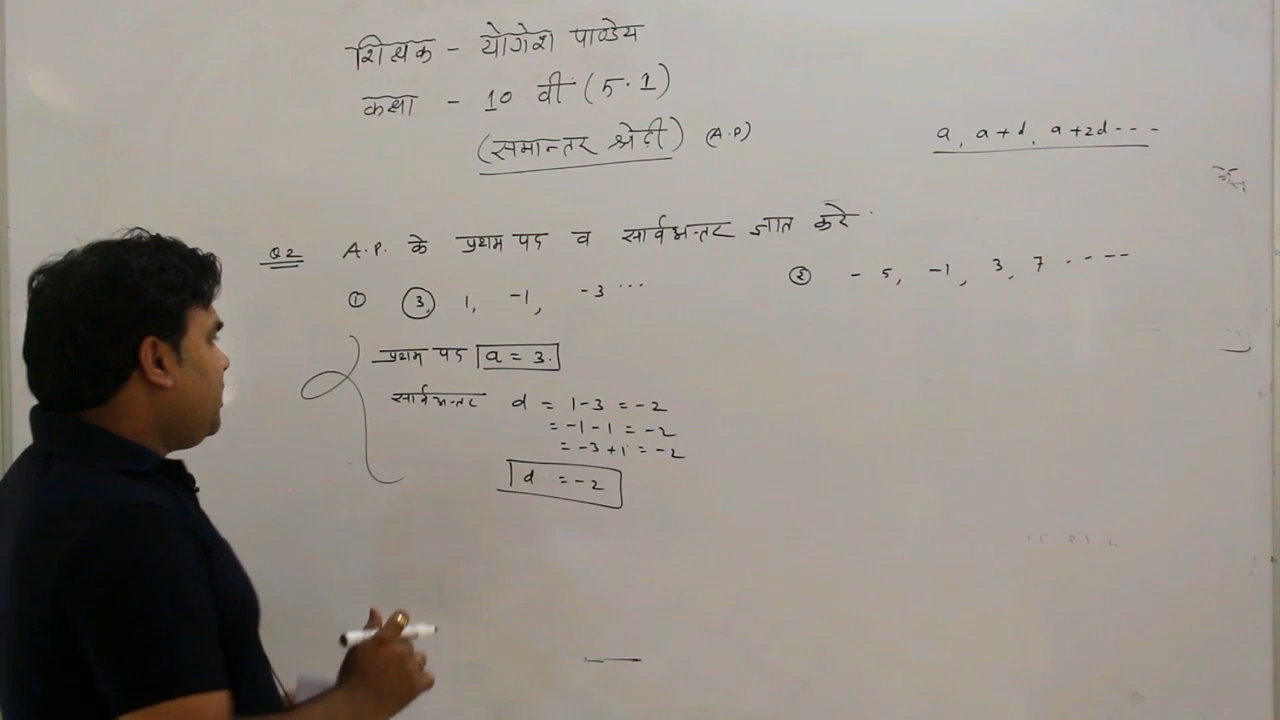 शिक्षक - योगेश पाण्डेय
कक्षा - 10 वीं (5.1)
(समान्तर श्रेढ़ी) (A.P)
a, a+d, a+2d---
Q2 A.P. के प्रथम पद व सार्वअन्तर ज्ञात करे.
① 3, 1, -1, -3 ...
② -5, -1, 3, 7 ----
प्रथम पद a = 3.
सार्वअन्तर d = 1-3 = -2
= -1-1 = -2
= -3+1 = -2
d = -2